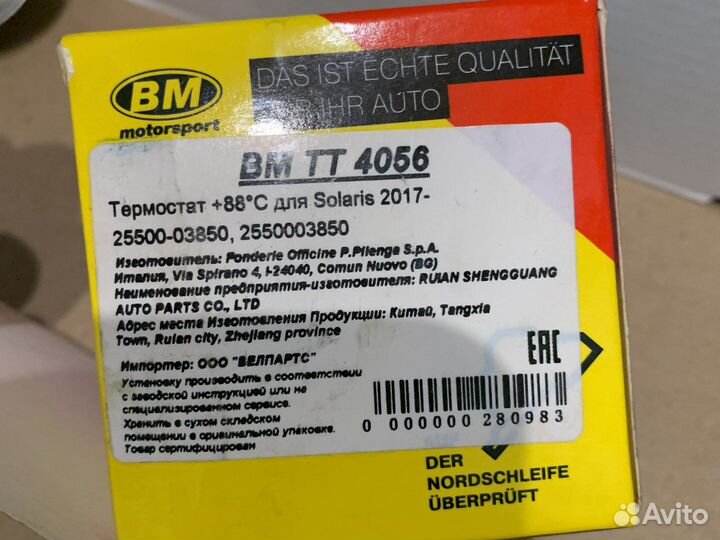 BM
motorsport
DAS IST ECHTE QUALITÄT
FÜR IHR AUTO
BM TT 4056
Термостат +88°C для Solaris 2017-
25500-03850, 2550003850
Изготовитель: Fonderie Officine P.Pilenga S.p.A.
Италия, Via Spirano 4, I-24040, Comun Nuovo (BG)
Наименование предприятия-изготовителя: RUIAN SHENGGUANG
AUTO PARTS CO., LTD
Адрес места Изготовления Продукции: Китай, Tangxia
Town, Ruian city, Zhejiang province
Импортер: ООО "ВЕЛПАРТС"
Установку производить в соответствии
с заводской инструкцией или на
специализированном сервисе.
Хранить в сухом складском
помещении в оригинальной упаковке.
Товар сертифицирован
EAC
0 000000 280983
DER
NORDSCHLEIFE
ÜBERPRÜFT
Avito